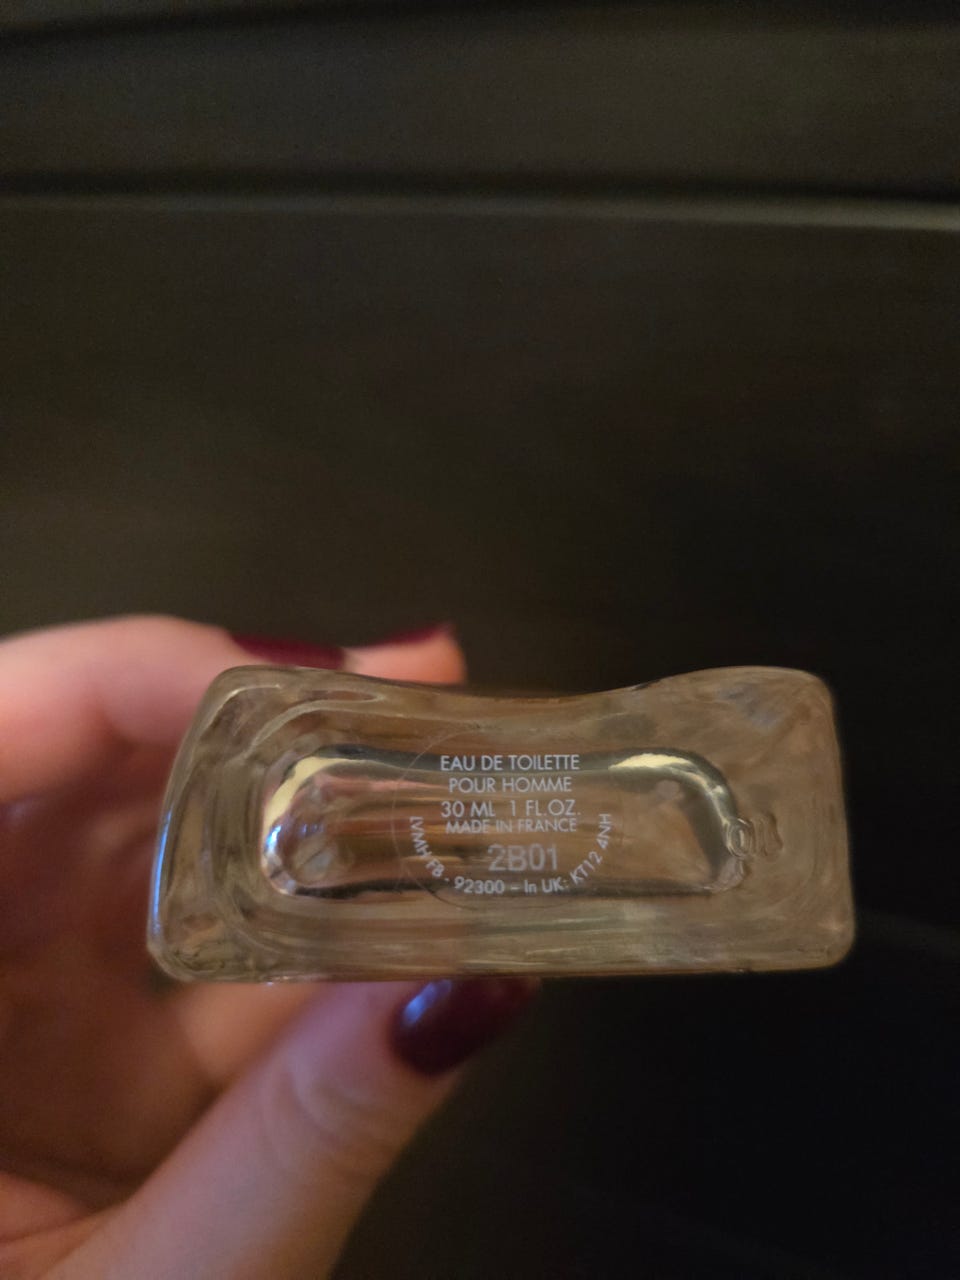 EAU DE TOILETTE
POUR HOMME
30 ML 1 FL.OZ.
MADE IN FRANCE
2B01
LVMH FB - 92300 – In UK: KT12 4NH